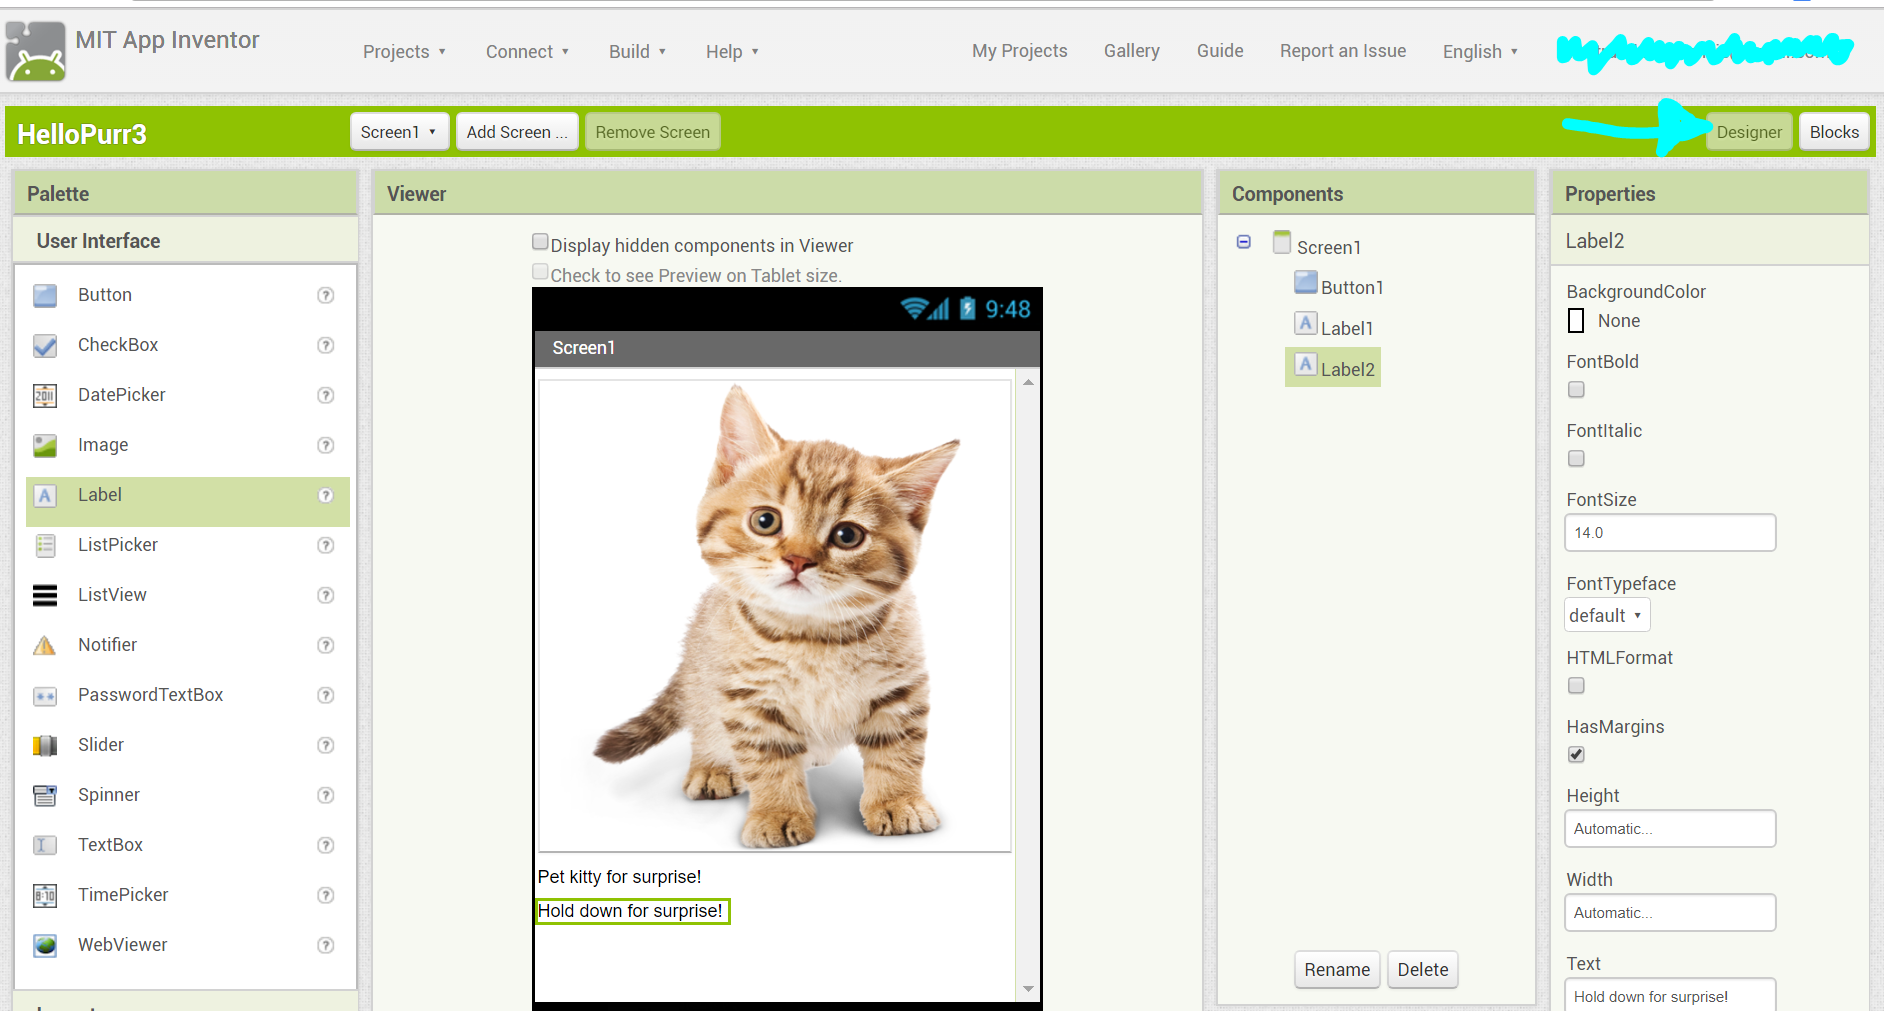 MIT App Inventor
Projects Connect Build Help My Projects Gallery Guide Report an Issue English
HelloPurr3 Screen1 Add Screen ... Remove Screen Designer Blocks
Palette
User Interface
Button ?
CheckBox ?
DatePicker ?
Image ?
Label ?
ListPicker ?
ListView ?
Notifier ?
PasswordTextBox ?
Slider ?
Spinner ?
TextBox ?
TimePicker ?
WebViewer ?
Viewer
Display hidden components in Viewer
Check to see Preview on Tablet size.
9:48
Screen1
Pet kitty for surprise!
Hold down for surprise!
Components
Screen1
Button1
Label1
Label2
Rename Delete
Properties
Label2
BackgroundColor
None
FontBold
FontItalic
FontSize
14.0
FontTypeface
default
HTMLFormat
HasMargins
Height
Automatic...
Width
Automatic...
Text
Hold down for surprise!